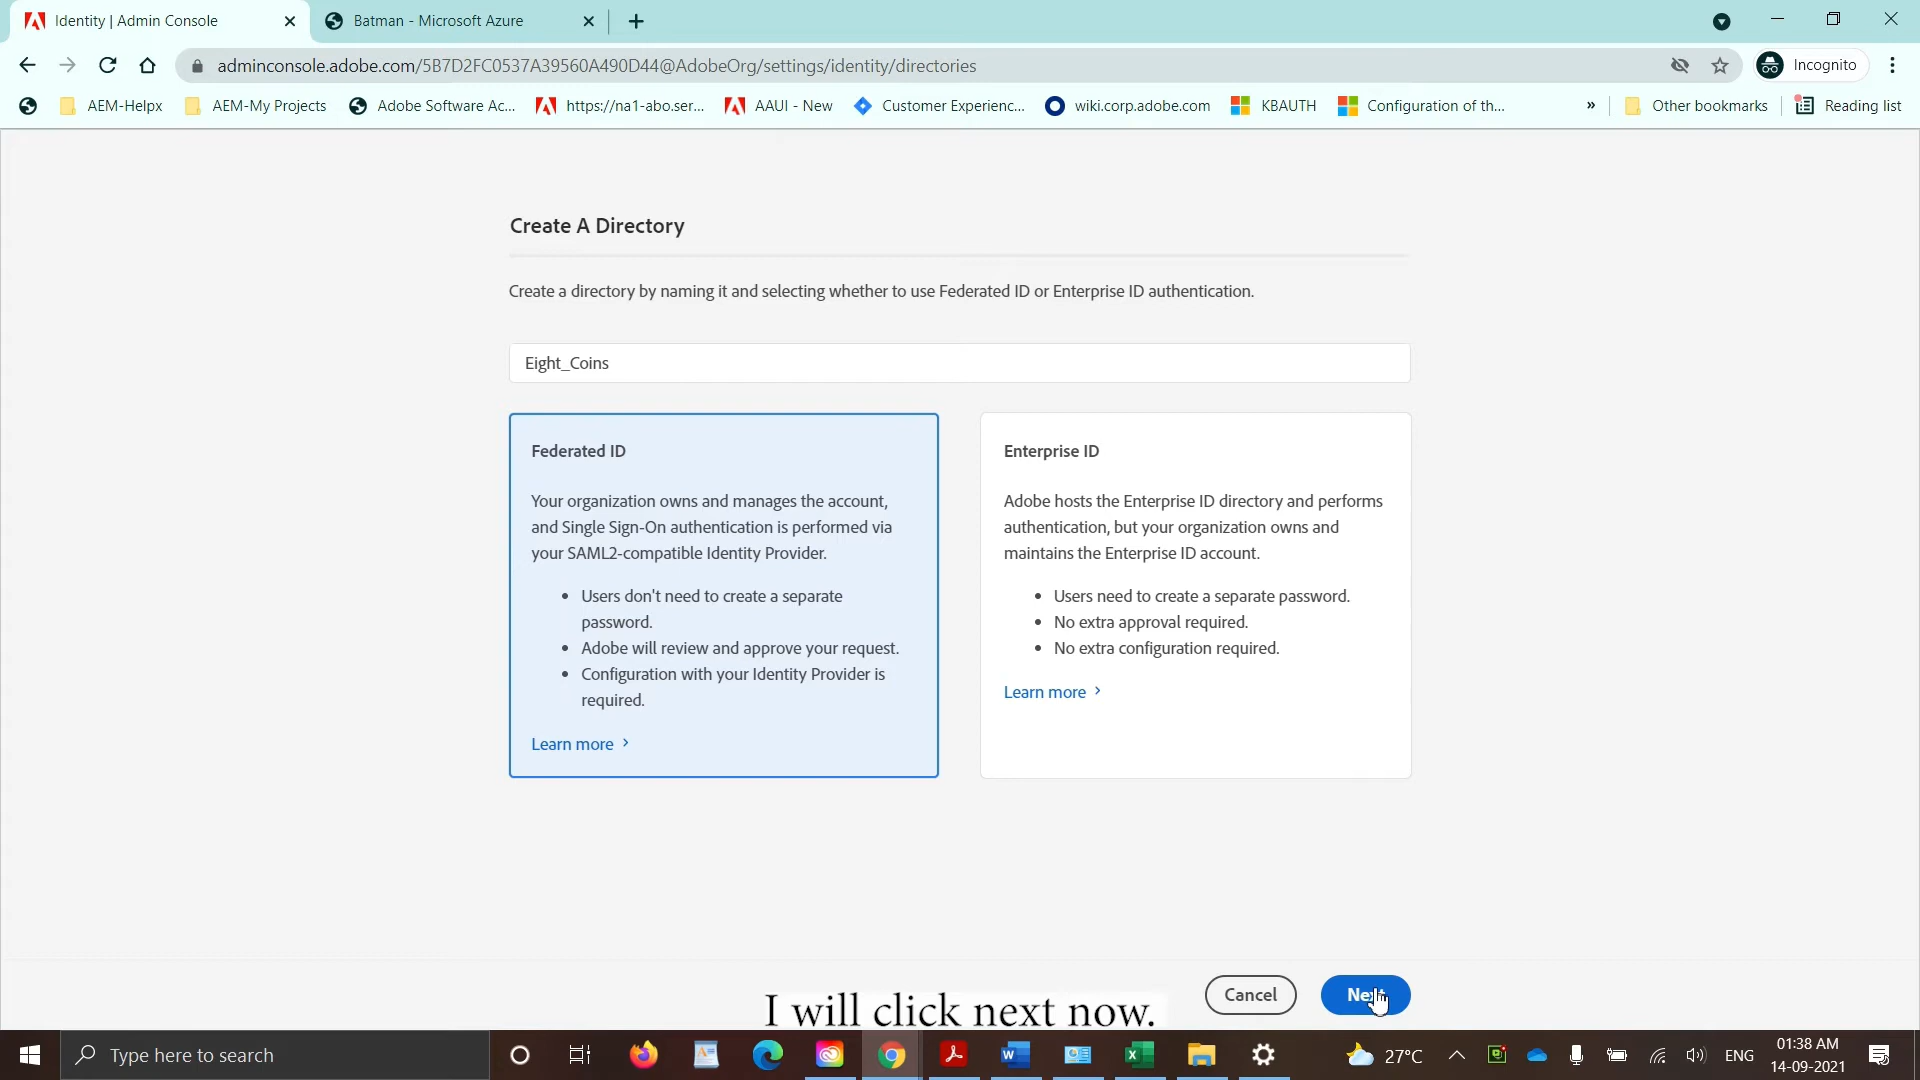 Identity | Admin Console
Batman - Microsoft Azure
adminconsole.adobe.com/5B7D2FC0537A39560A490D44@AdobeOrg/settings/identity/directories
Incognito
AEM-Helpx
AEM-My Projects
Adobe Software Ac...
https://na1-abo.ser...
AAUI - New
Customer Experienc...
wiki.corp.adobe.com
KBAUTH
Configuration of th...
»
Other bookmarks
Reading list
Create A Directory
Create a directory by naming it and selecting whether to use Federated ID or Enterprise ID authentication.
Eight_Coins
Federated ID
Your organization owns and manages the account,
and Single Sign-On authentication is performed via
your SAML2-compatible Identity Provider.
• Users don't need to create a separate
password.
• Adobe will review and approve your request.
• Configuration with your Identity Provider is
required.
Learn more
Enterprise ID
Adobe hosts the Enterprise ID directory and performs
authentication, but your organization owns and
maintains the Enterprise ID account.
• Users need to create a separate password.
• No extra approval required.
• No extra configuration required.
Learn more
Cancel
Next
I will click next now.
Type here to search
27°C
ENG
01:38 AM
14-09-2021